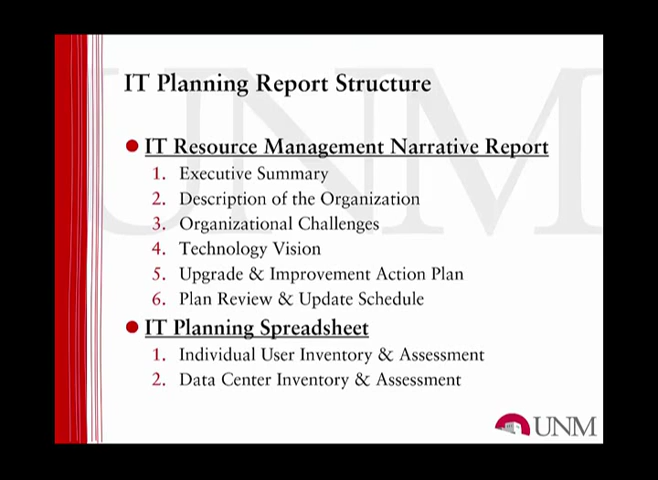 IT Planning Report Structure
IT Resource Management Narrative Report
1. Executive Summary
2. Description of the Organization
3. Organizational Challenges
4. Technology Vision
5. Upgrade & Improvement Action Plan
6. Plan Review & Update Schedule
IT Planning Spreadsheet
1. Individual User Inventory & Assessment
2. Data Center Inventory & Assessment
UNM
UNM